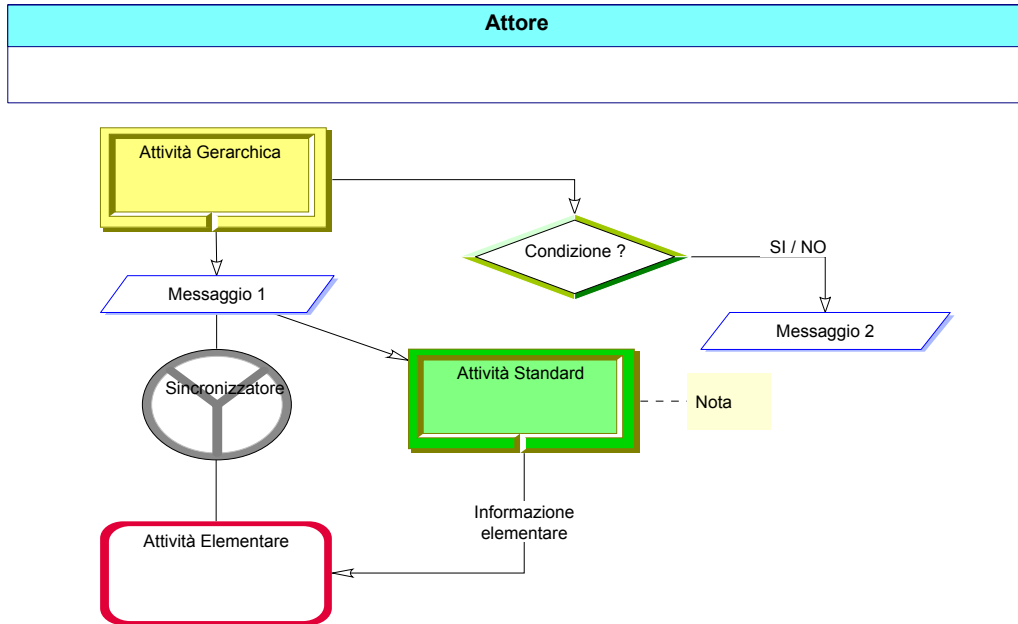 Attore
Attività Gerarchica
Condizione ?
SI / NO
Messaggio 1
Messaggio 2
Sincronizzatore
Attività Standard
Nota
Informazione
elementare
Attività Elementare